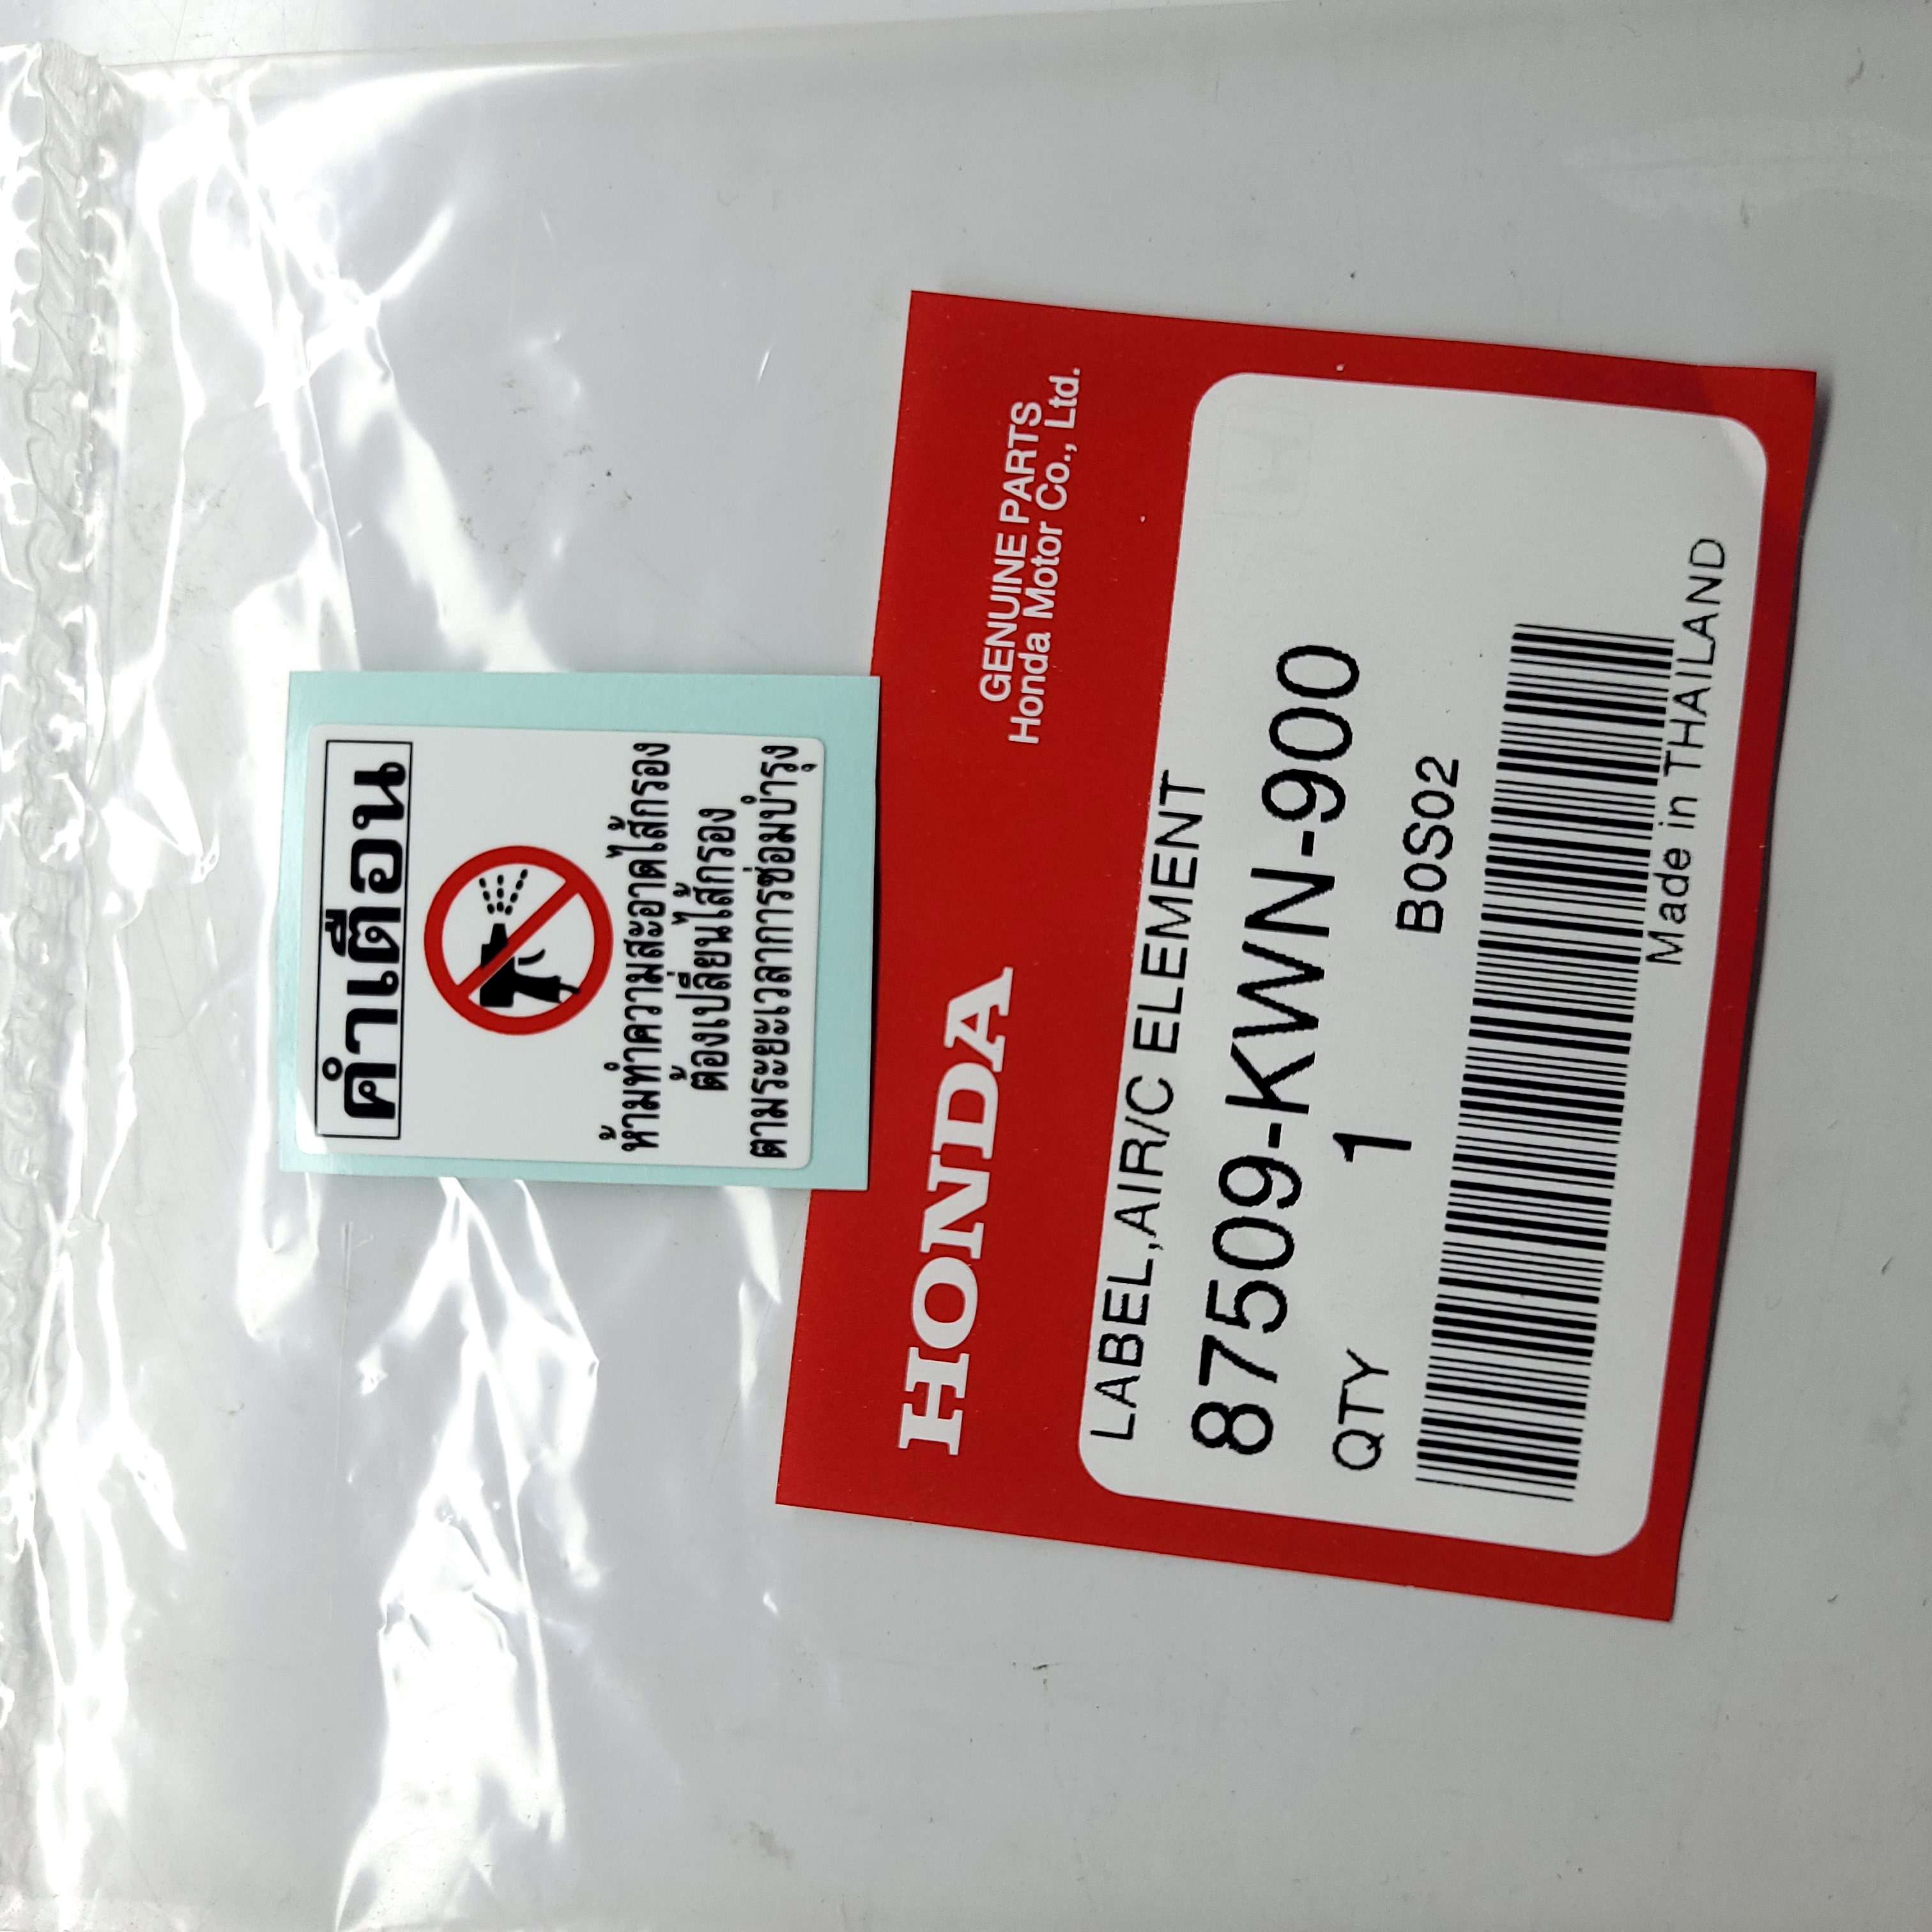 คำเตือน
ห้ามทำความสะอาดไส้กรอง
ต้องเปลี่ยนไส้กรอง
ตามระยะเวลาการซ่อมบำรุง
HONDA
GENUINE PARTS
Honda Motor Co., Ltd.
LABEL,AIR/C ELEMENT
87509-KWN-900
QTY 1 B0S02
Made in THAILAND